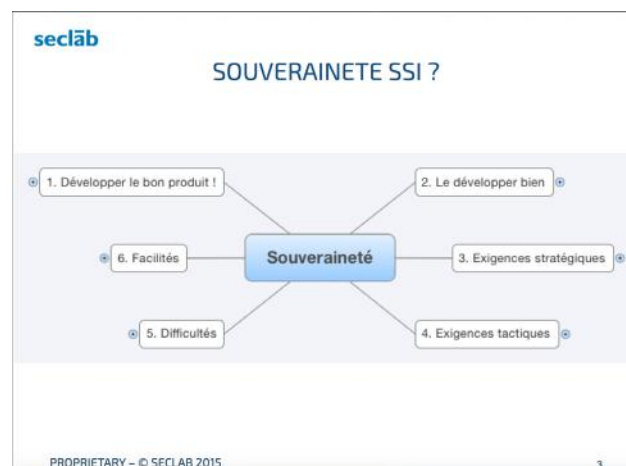 seclāb
SOUVERAINETE SSI ?
1. Développer le bon produit !
2. Le développer bien
6. Facilités
Souveraineté
3. Exigences stratégiques
5. Difficultés
4. Exigences tactiques
PROPRIETARY – © SECLAB 2015
3